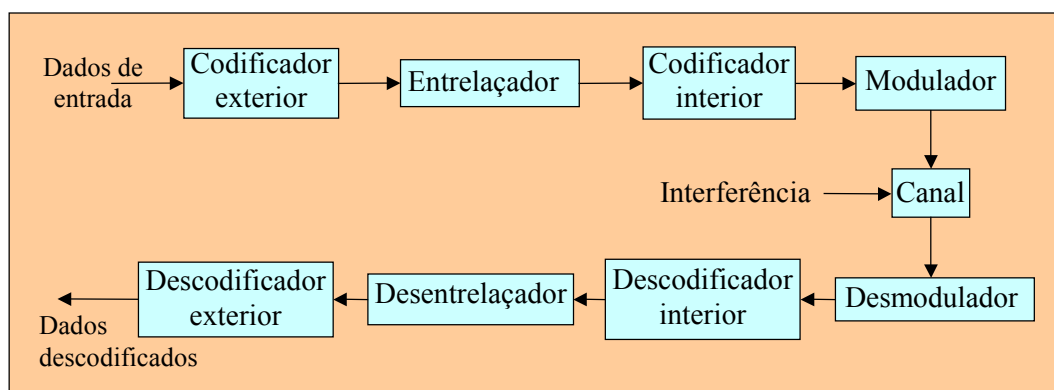 Dados de
entrada
Codificador
exterior
Entrelaçador
Codificador
interior
Modulador
Interferência
Canal
Desmodulador
Descodificador
interior
Desentrelaçador
Descodificador
exterior
Dados
descodificados